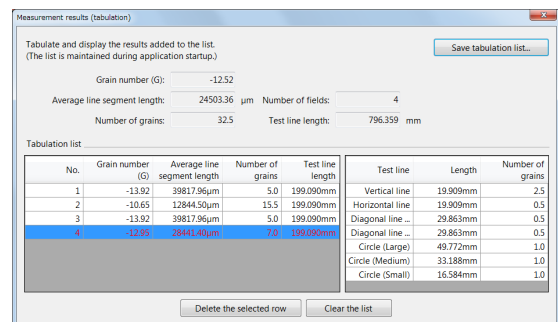 Measurement results (tabulation)
Tabulate and display the results added to the list.
(The list is maintained during application startup.)
Save tabulation list...
Grain number (G): -12.52
Average line segment length: 24503.36 μm Number of fields: 4
Number of grains: 32.5 Test line length: 796.359 mm
Tabulation list
No. Grain number (G) Average line segment length Number of grains Test line length
1 -13.92 39817.96μm 5.0 199.090mm
2 -10.65 12844.50μm 15.5 199.090mm
3 -13.92 39817.96μm 5.0 199.090mm
4 -12.95 28441.40μm 7.0 199.090mm
Test line Length Number of grains
Vertical line 19.909mm 2.5
Horizontal line 19.909mm 0.5
Diagonal line ... 29.863mm 0.5
Diagonal line ... 29.863mm 0.5
Circle (Large) 49.772mm 1.0
Circle (Medium) 33.188mm 1.0
Circle (Small) 16.584mm 1.0
Delete the selected row Clear the list